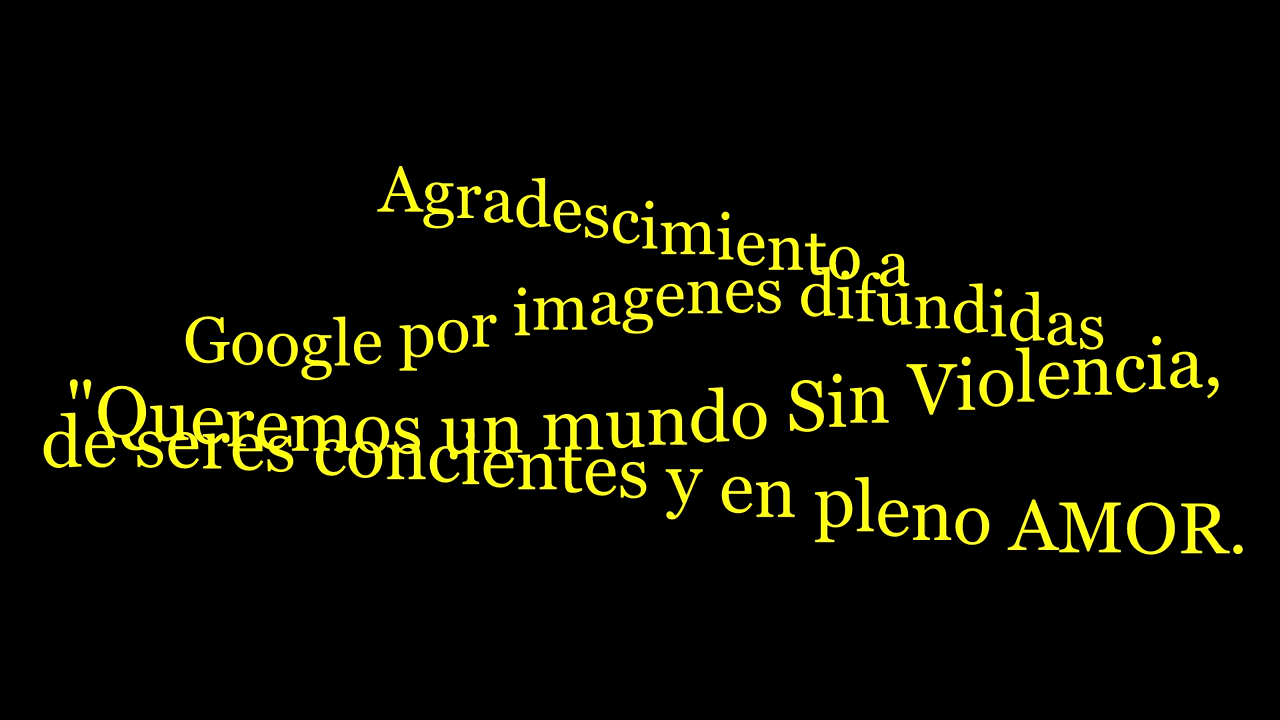 Agradescimiento a
Google por imagenes difundidas
"Queremos un mundo Sin Violencia,
de seres concientes y en pleno AMOR.